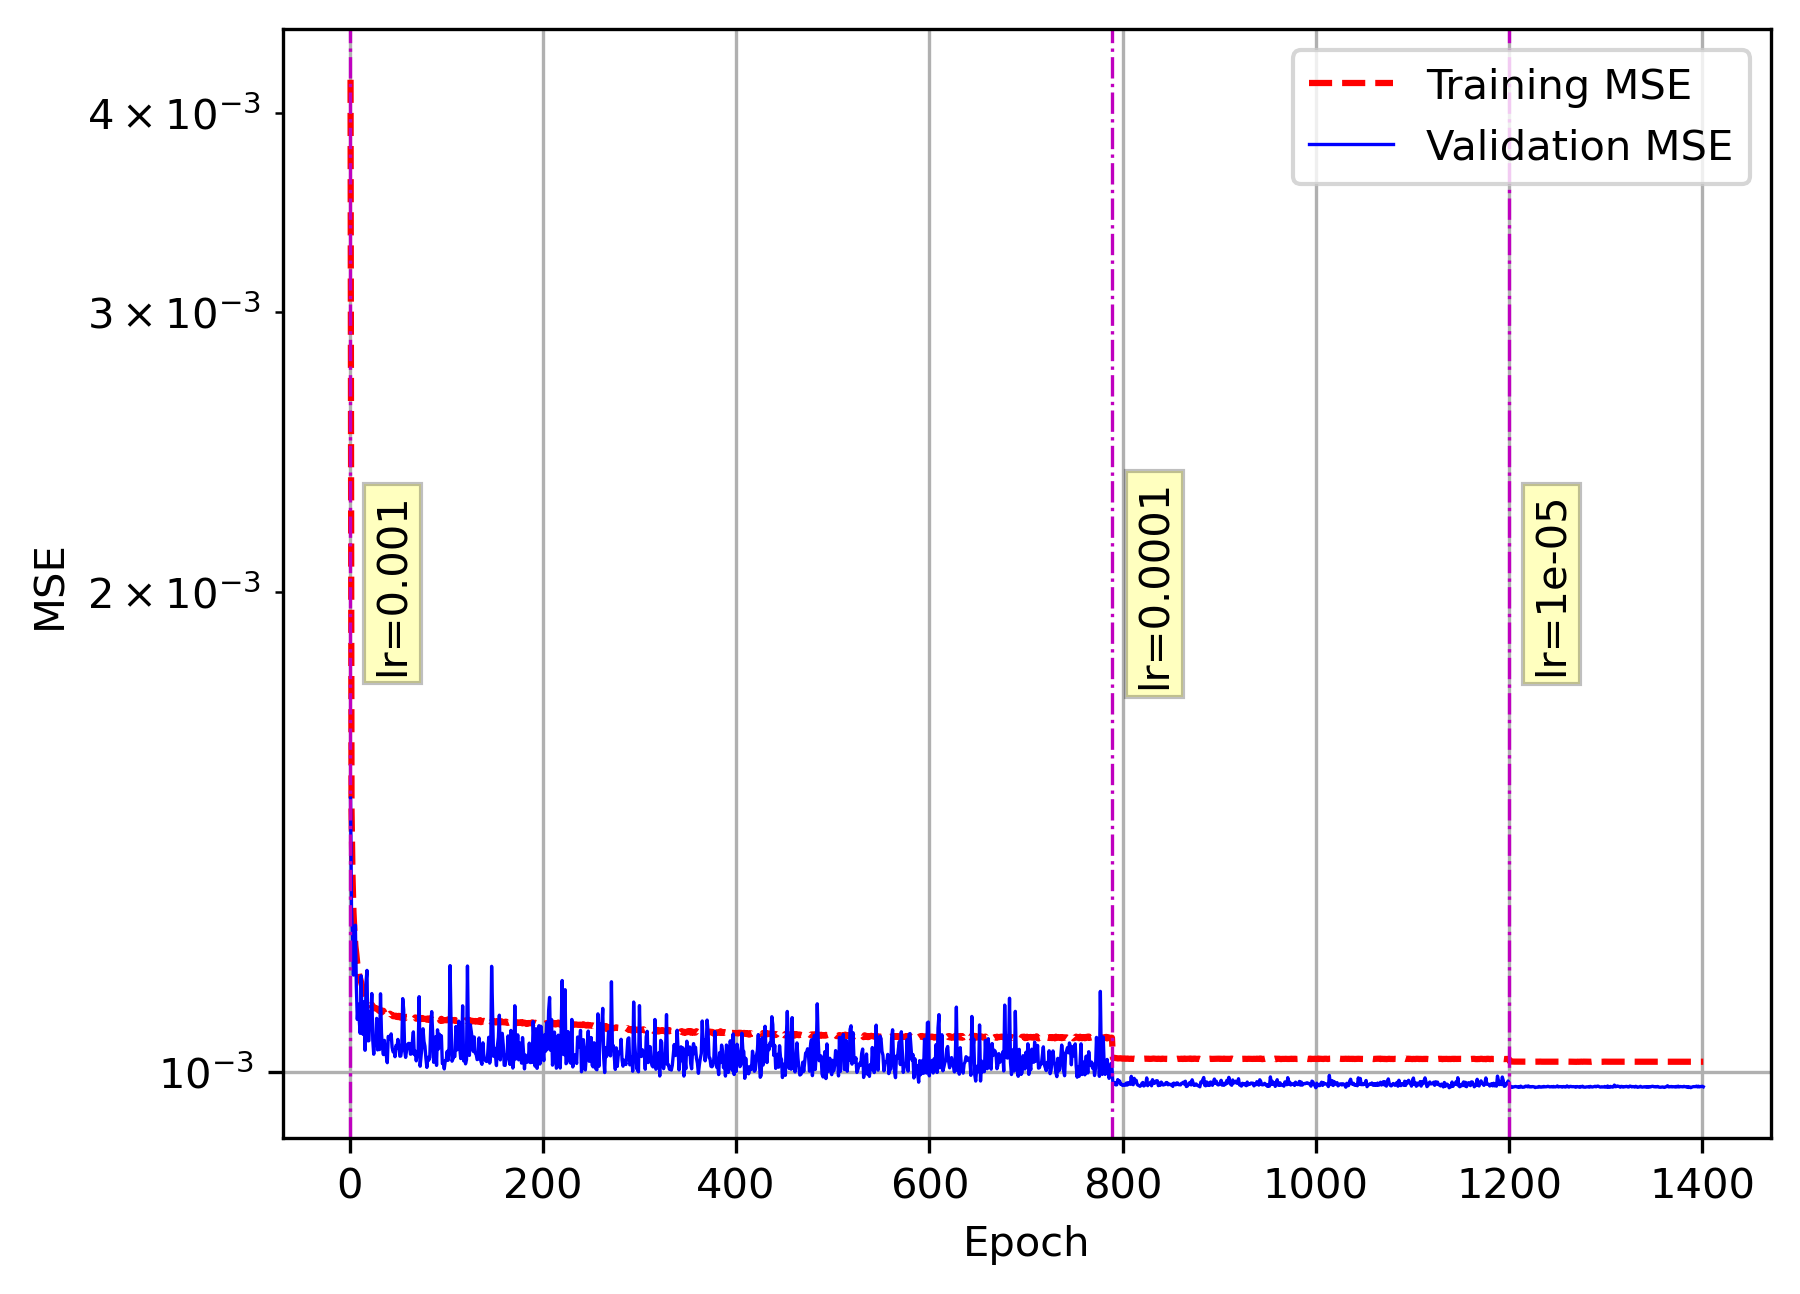 Training MSE
Validation MSE
4 × 10⁻³
3 × 10⁻³
2 × 10⁻³
10⁻³
MSE
lr=0.001
lr=0.0001
lr=1e-05
0 200 400 600 800 1000 1200 1400
Epoch